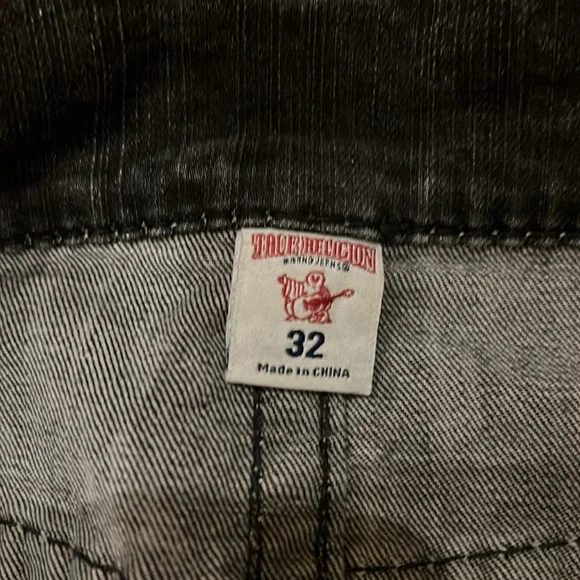 TRUE RELIGION
BRAND JEANS
32
Made in CHINA